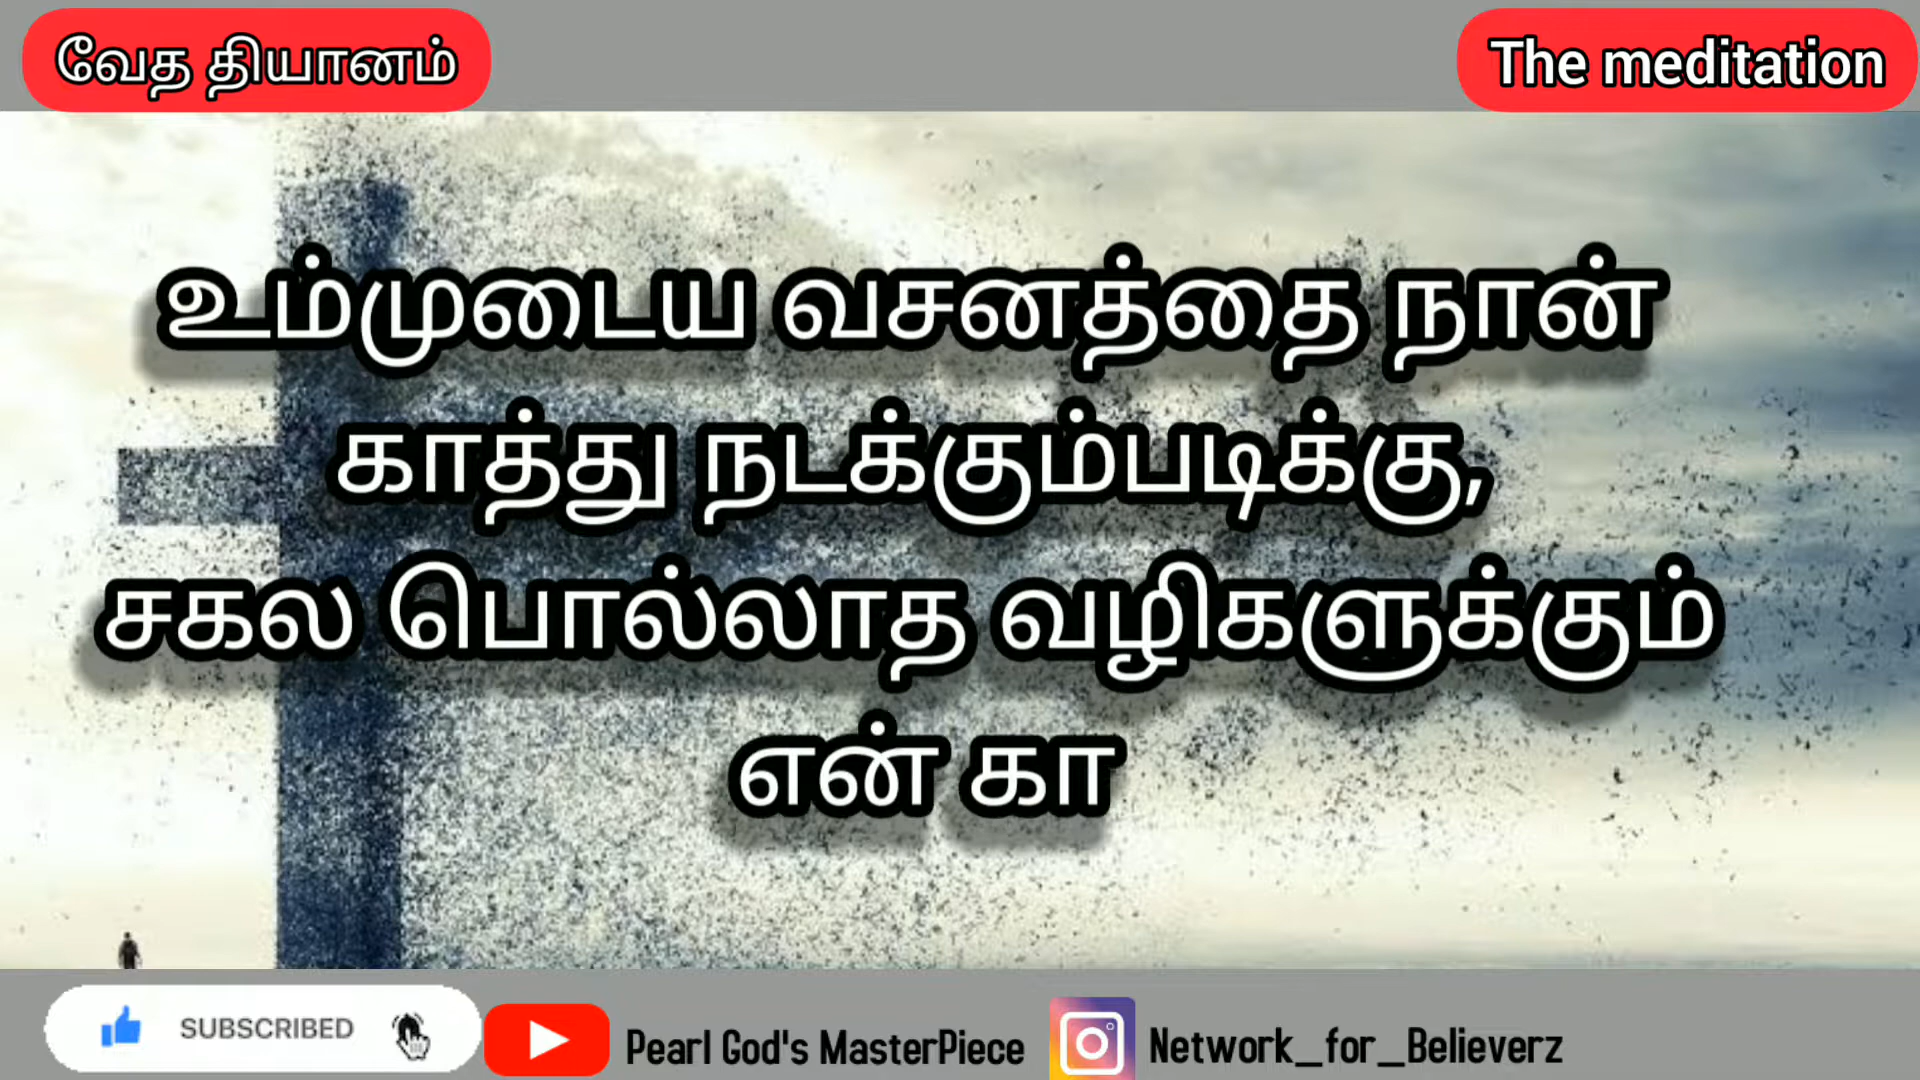 வேத தியானம்
The meditation
உம்முடைய வசனத்தை நான்
காத்து நடக்கும்படிக்கு,
சகல பொல்லாத வழிகளுக்கும்
என் கா
SUBSCRIBED
Pearl God's MasterPiece
Network_for_Believerz